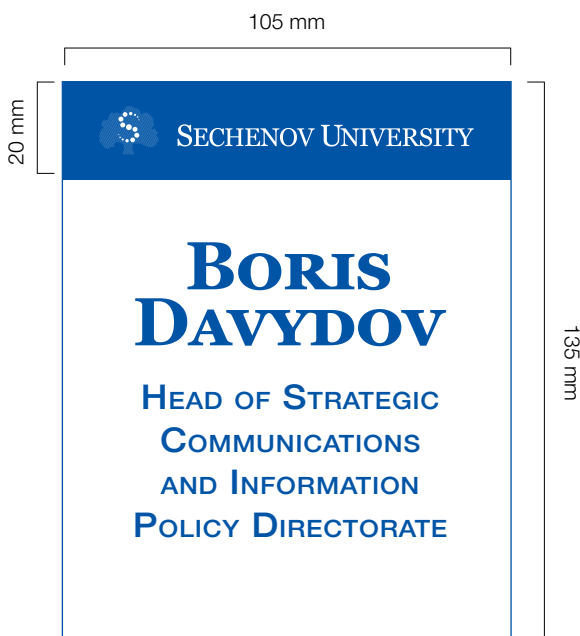 105 mm
20 mm
SECHENOV UNIVERSITY
BORIS
DAVYDOV
135 mm
HEAD OF STRATEGIC
COMMUNICATIONS
AND INFORMATION
POLICY DIRECTORATE